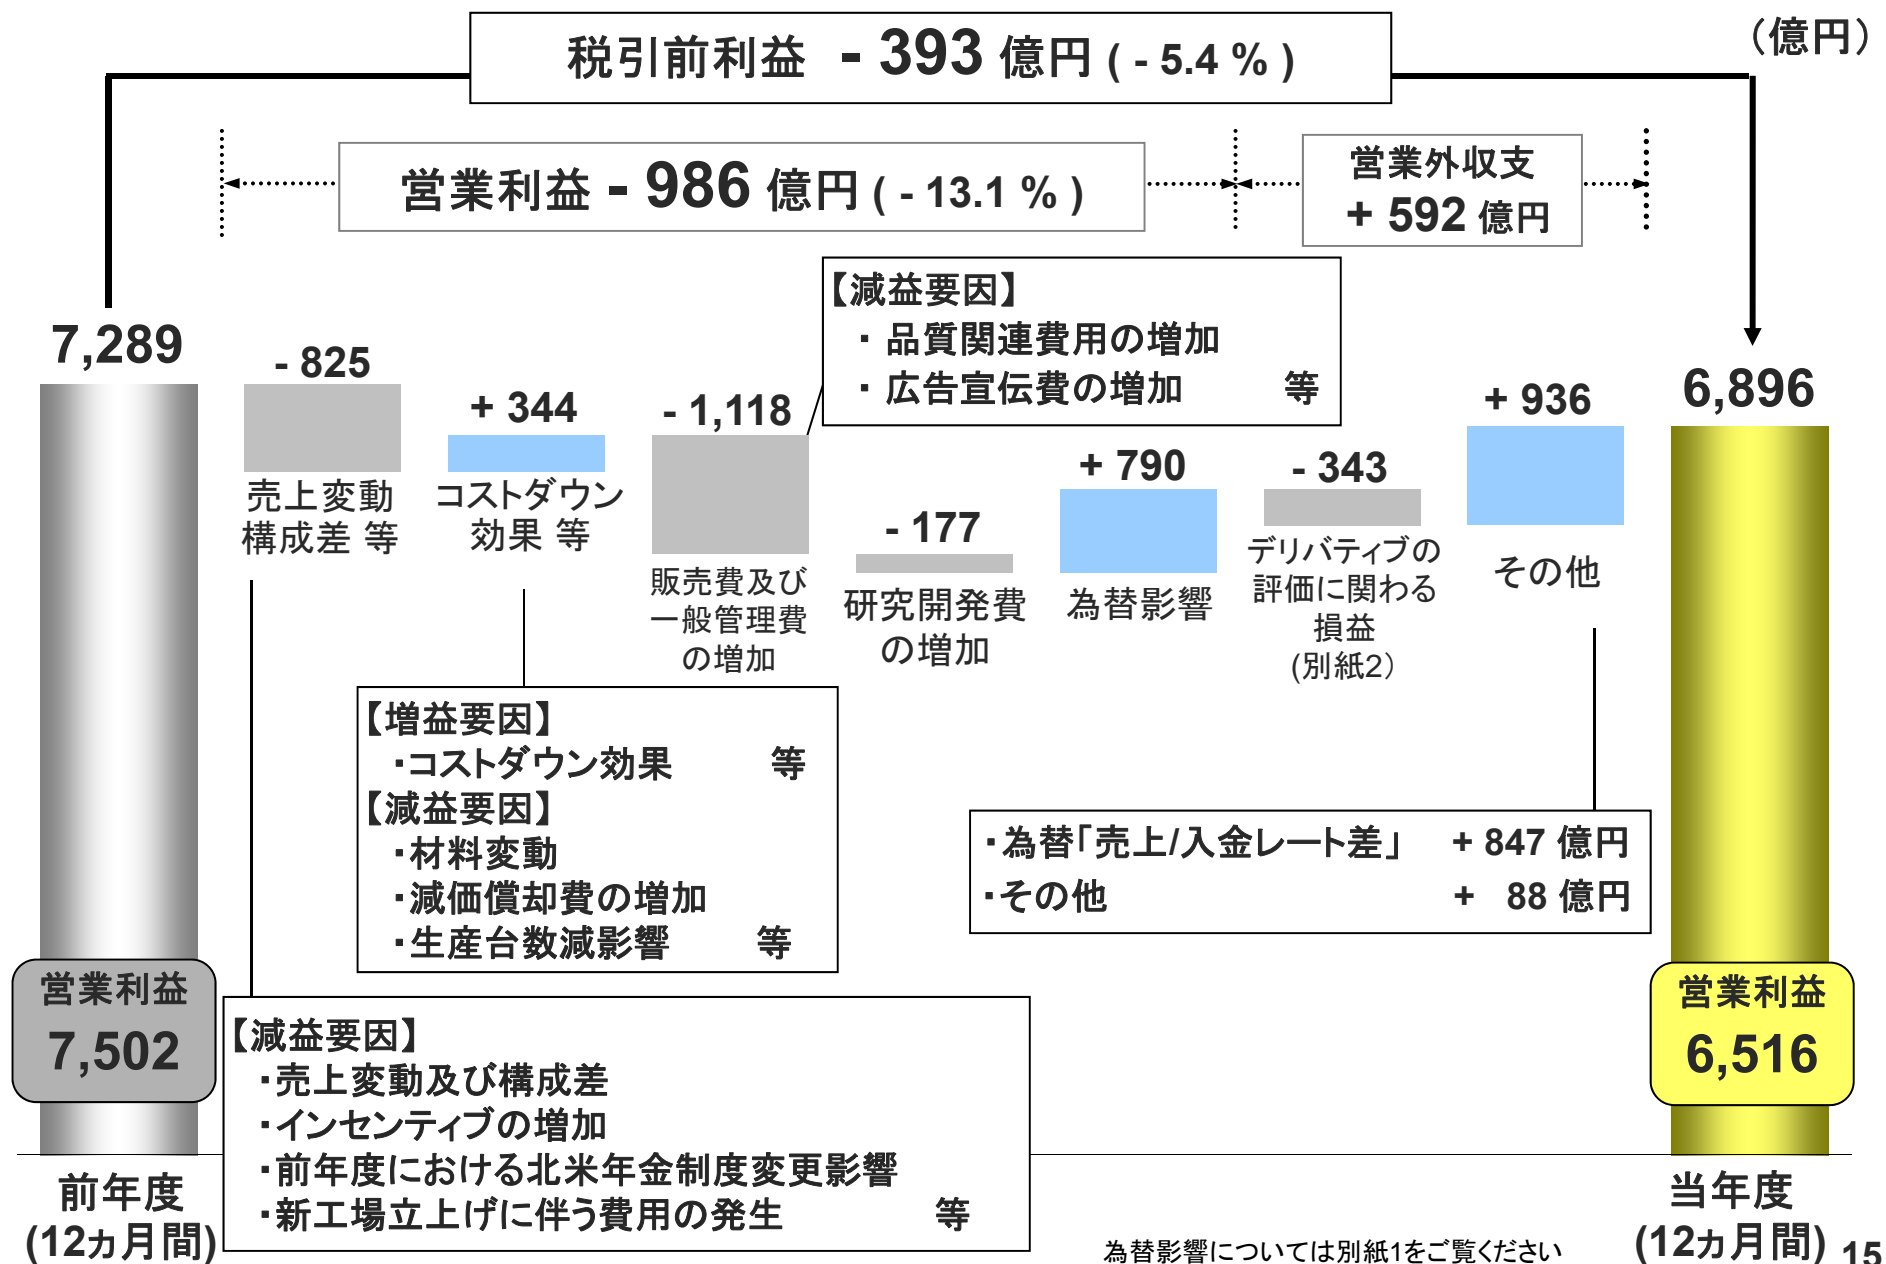 (億円)
税引前利益 - 393 億円 ( - 5.4 % )
営業利益 - 986 億円 ( - 13.1 % )
営業外収支
+ 592 億円
7,289
- 825
売上変動
構成差 等
+ 344
コストダウン
効果 等
- 1,118
販売費及び
一般管理費
の増加
【減益要因】
・ 品質関連費用の増加
・ 広告宣伝費の増加 等
- 177
研究開発費
の増加
+ 790
為替影響
- 343
デリバティブの
評価に関わる
損益
(別紙2)
+ 936
その他
6,896
【増益要因】
・コストダウン効果 等
【減益要因】
・材料変動
・減価償却費の増加
・生産台数減影響 等
・為替「売上/入金レート差」 + 847 億円
・その他 + 88 億円
営業利益
7,502
【減益要因】
・売上変動及び構成差
・インセンティブの増加
・前年度における北米年金制度変更影響
・新工場立上げに伴う費用の発生 等
営業利益
6,516
前年度
(12ヵ月間)
当年度
(12ヵ月間)
為替影響については別紙1をご覧ください
15